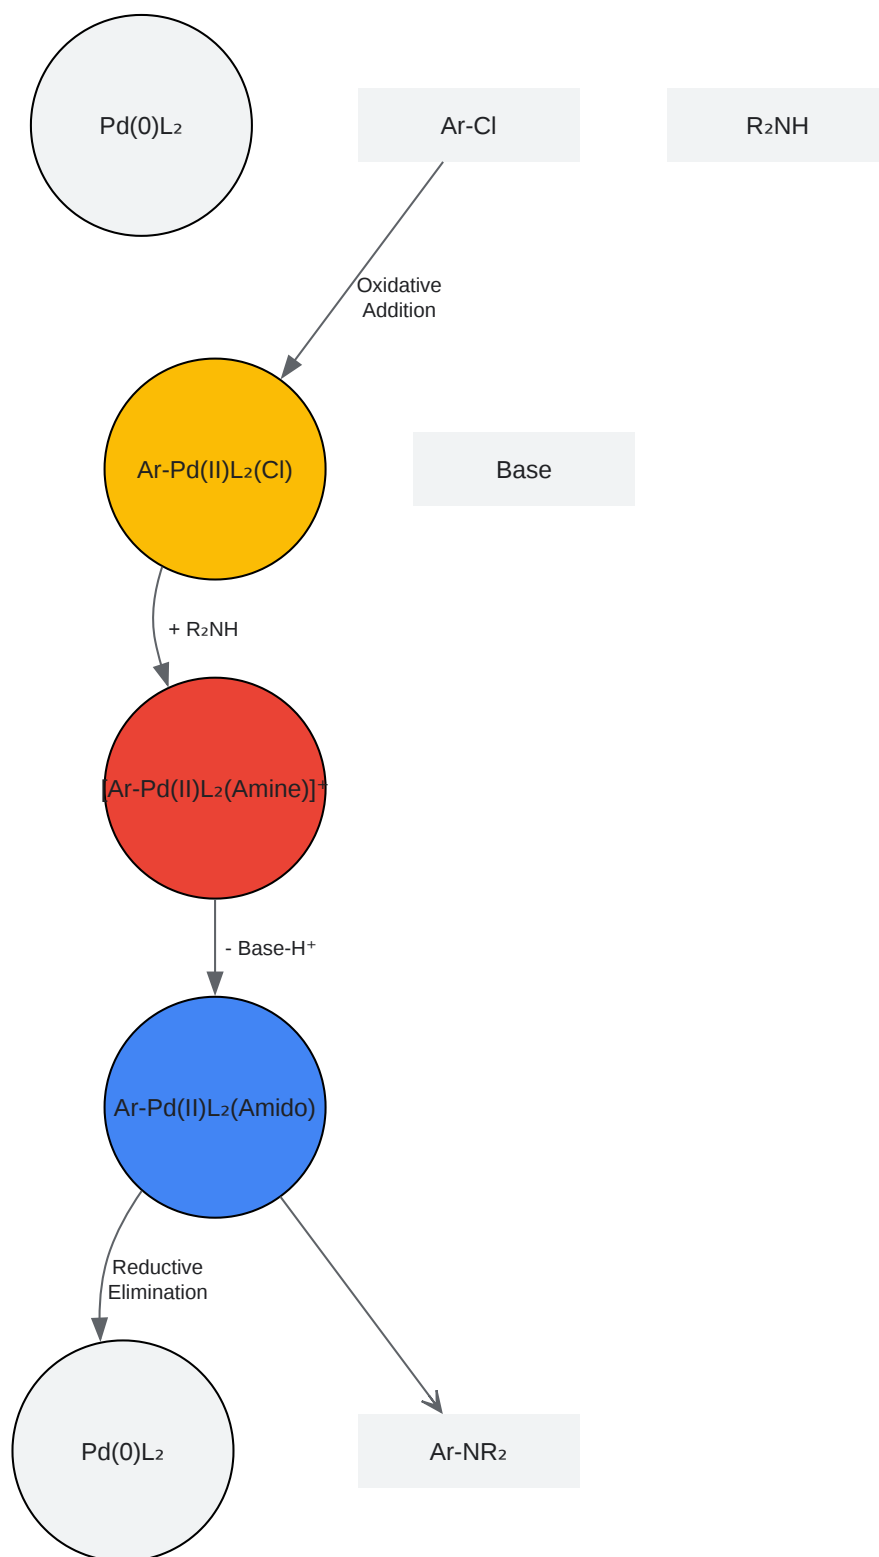 Pd(0)L₂
Ar-Cl
R₂NH
Oxidative
Addition
Ar-Pd(II)L₂(Cl)
Base
+ R₂NH
[Ar-Pd(II)L₂(Amine)]⁺
- Base-H⁺
Ar-Pd(II)L₂(Amido)
Reductive
Elimination
Pd(0)L₂
Ar-NR₂